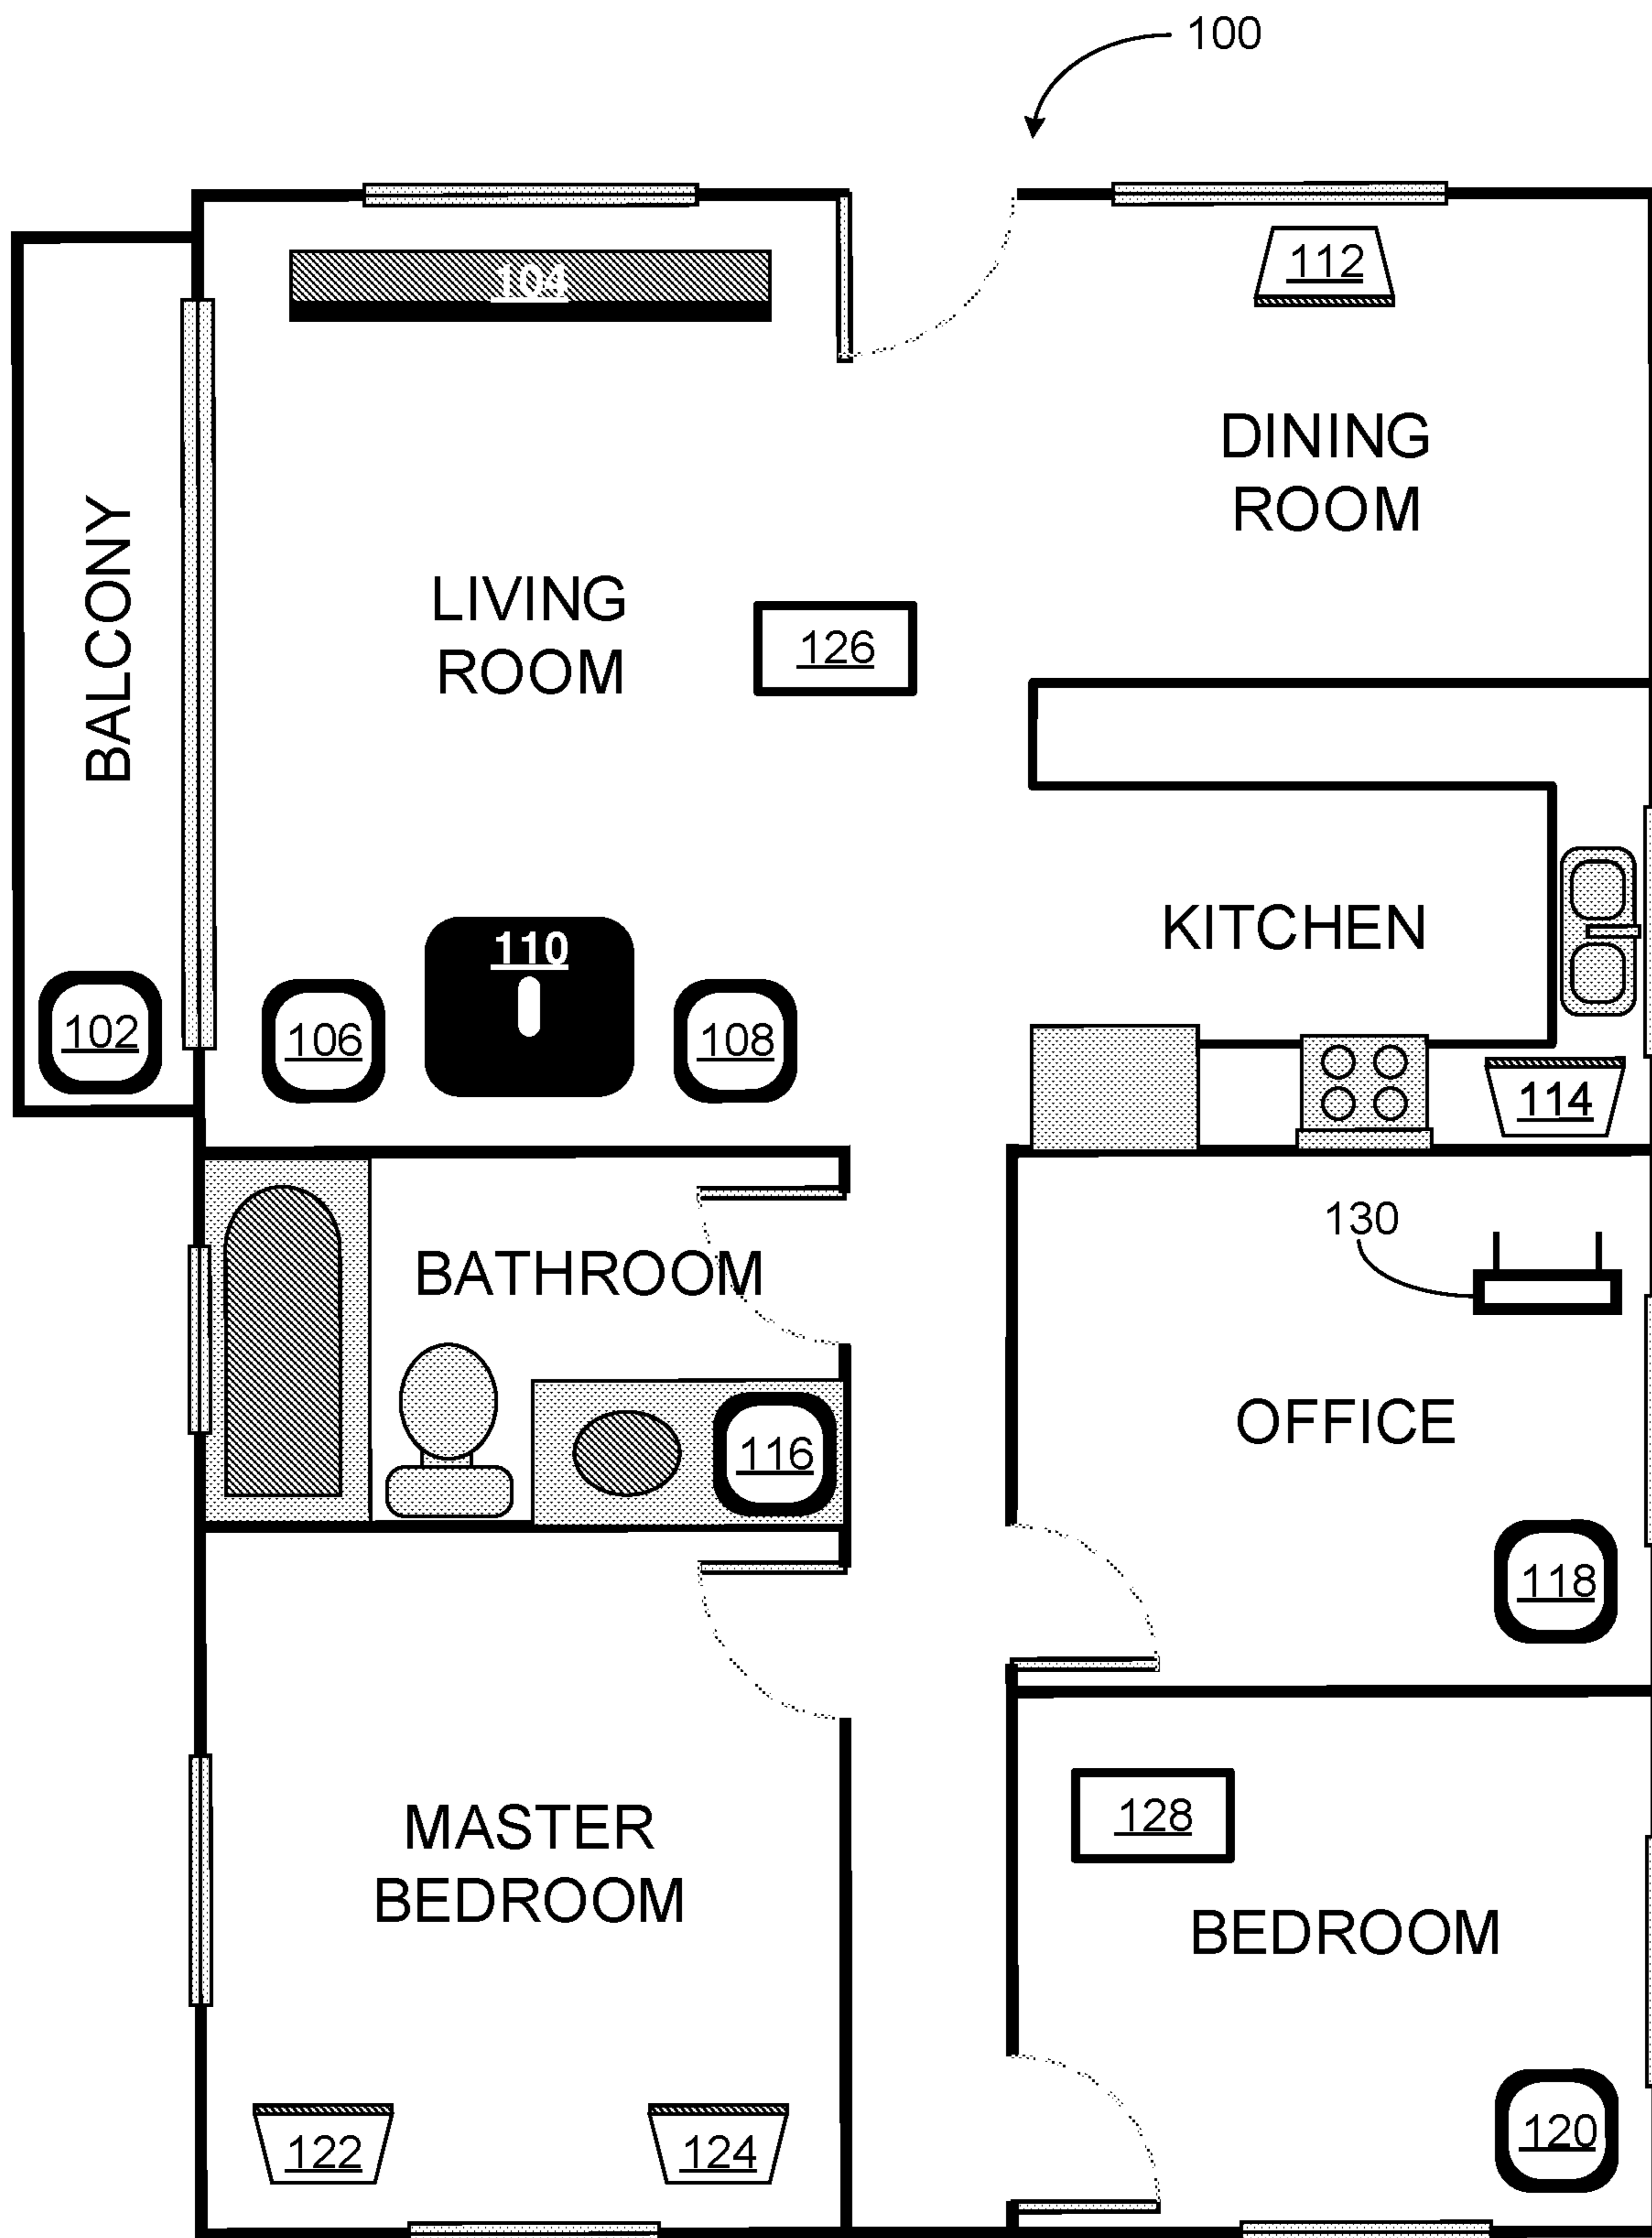 100
104
112
DINING
ROOM
BALCONY
LIVING
ROOM
126
KITCHEN
110
102
106
108
114
130
BATHROOM
OFFICE
116
118
128
MASTER
BEDROOM
BEDROOM
122
124
120